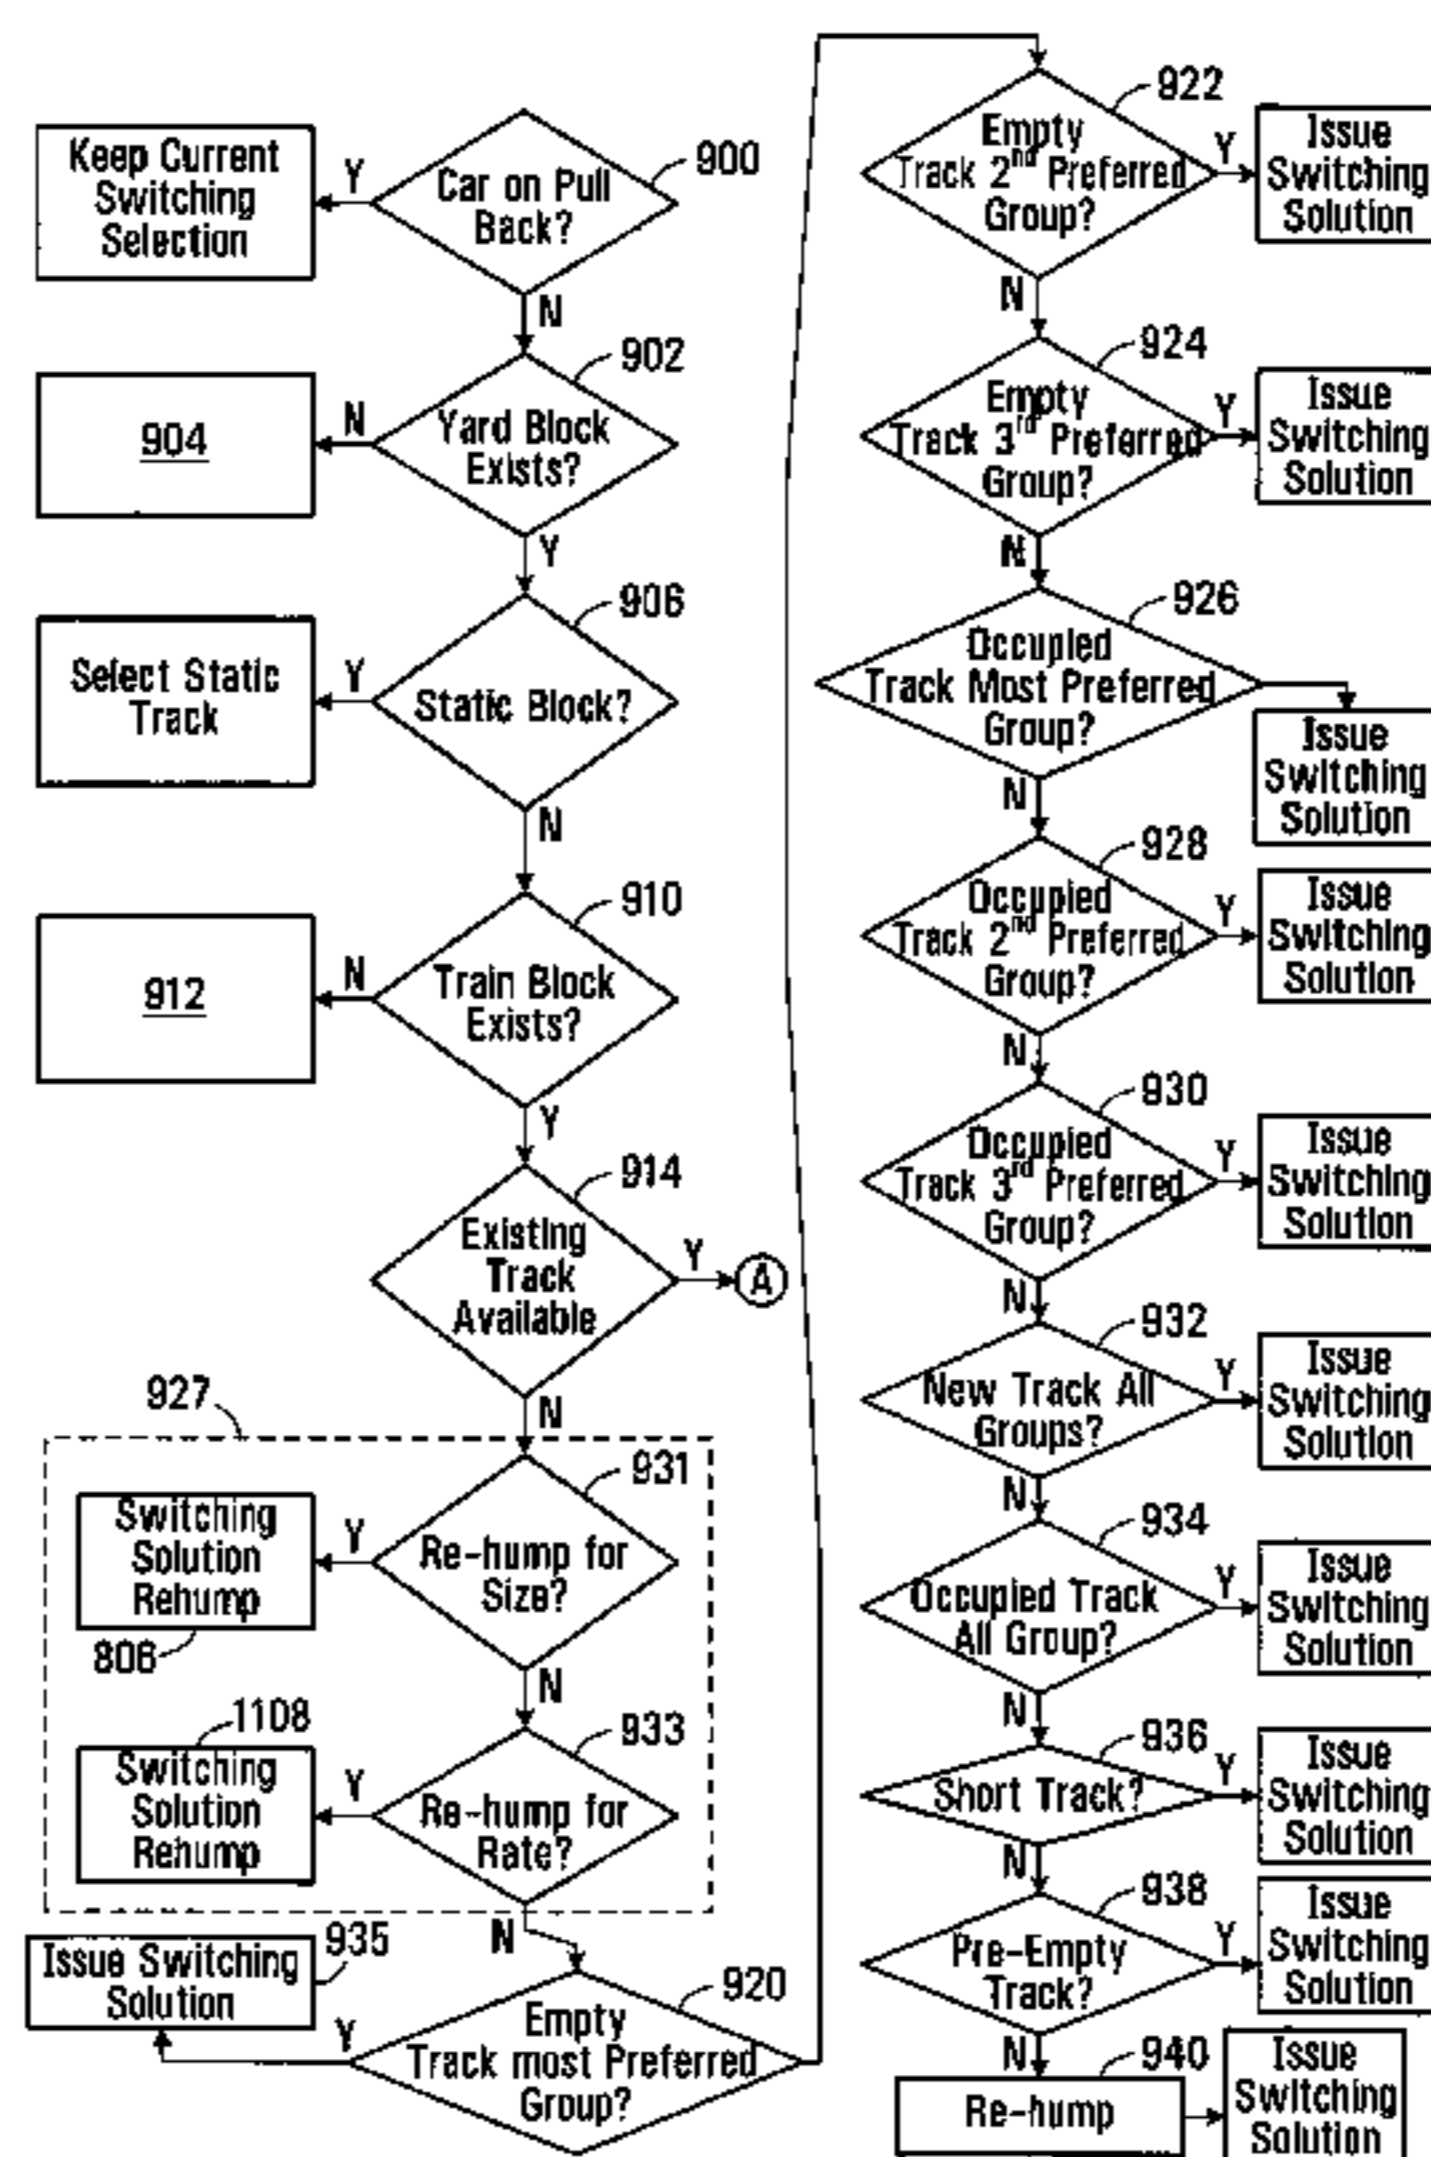 Keep Current
Switching
Selection
Y
Car on Pull
Back?
900
N
904
N
Yard Block
Exists?
902
Y
Select Static
Track
Y
Static Block?
906
N
912
N
Train Block
Exists?
910
Y
Existing
Track
Available
914
Y
A
N
927
Switching
Solution
Rehump
806
Y
Re-hump for
Size?
931
N
1108
Switching
Solution
Rehump
Y
Re-hump for
Rate?
933
N
Issue Switching
Solution
935
Y
Empty
Track most Preferred
Group?
920
Empty
Track 2nd Preferred
Group?
922
Y
Issue
Switching
Solution
N
Empty
Track 3rd Preferred
Group?
924
Y
Issue
Switching
Solution
N
Occupied
Track Most Preferred
Group?
926
Issue
Switching
Solution
N
Occupied
Track 2nd Preferred
Group?
928
Y
Issue
Switching
Solution
N
Occupied
Track 3rd Preferred
Group?
930
Y
Issue
Switching
Solution
N
New Track All
Groups?
932
Y
Issue
Switching
Solution
N
Occupied Track
All Group?
934
Y
Issue
Switching
Solution
N
Short Track?
936
Y
Issue
Switching
Solution
N
Pre-Empty
Track?
938
Y
Issue
Switching
Solution
N
Re-hump
940
Issue
Switching
Solution